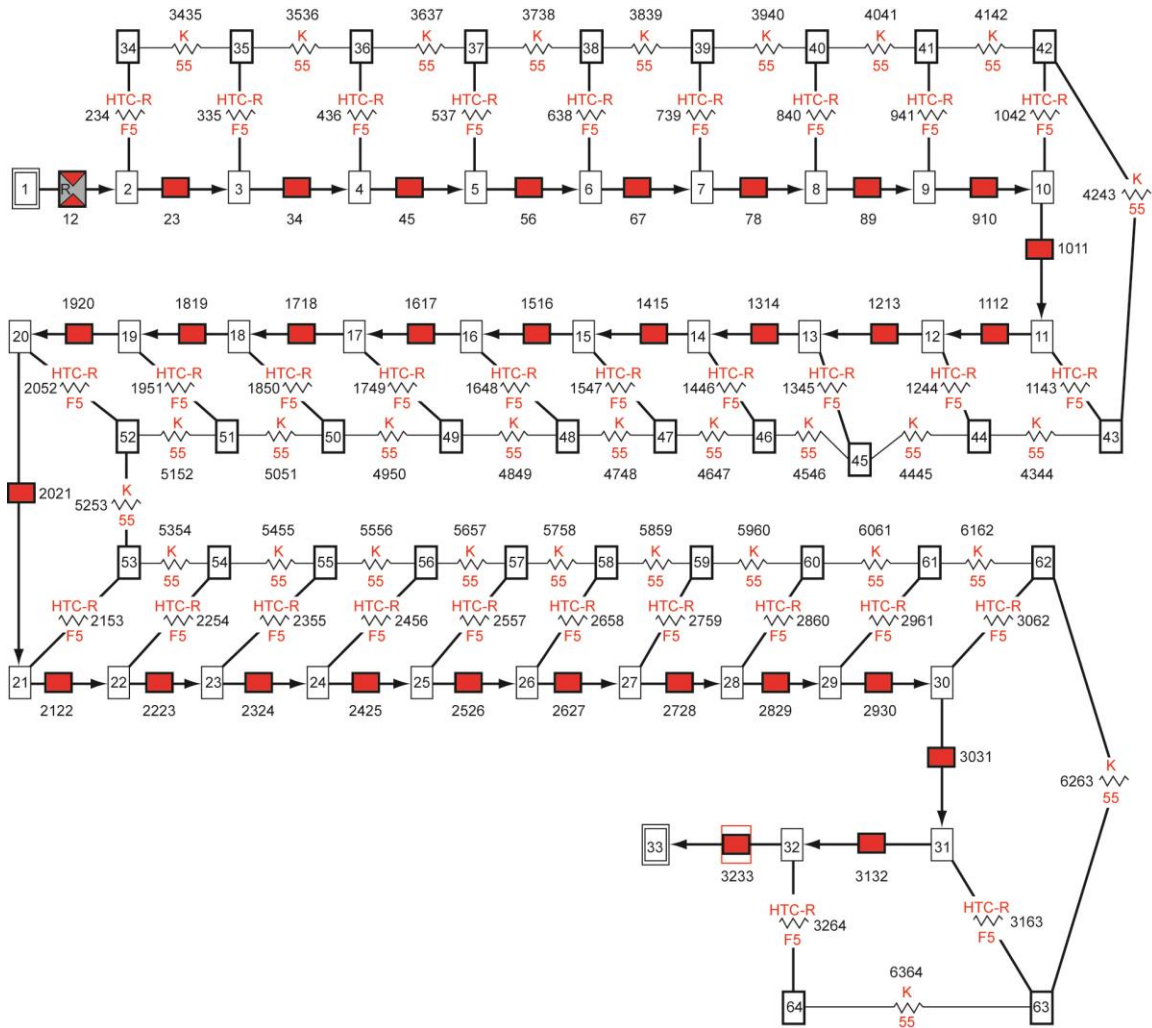 3435 3536 3637 3738 3839 3940 4041 4142
K K K K K K K K
34 35 36 37 38 39 40 41 42
55 55 55 55 55 55 55 55
HTC-R HTC-R HTC-R HTC-R HTC-R HTC-R HTC-R HTC-R HTC-R
234 335 436 537 638 739 840 941 1042
F5 F5 F5 F5 F5 F5 F5 F5 F5
K
4243
55
1 R 2 3 4 5 6 7 8 9 10
12 23 34 45 56 67 78 89 910
1011
1920 1819 1718 1617 1516 1415 1314 1213 1112
20 19 18 17 16 15 14 13 12 11
HTC-R HTC-R HTC-R HTC-R HTC-R HTC-R HTC-R HTC-R HTC-R HTC-R
2052 1951 1850 1749 1648 1547 1446 1345 1244 1143
F5 F5 F5 F5 F5 F5 F5 F5 F5 F5
K K K K K K K K K
52 51 50 49 48 47 46 45 44 43
55 55 55 55 55 55 55 55 55
5152 5051 4950 4849 4748 4647 4546 4445 4344
2021
K
5253
55
5354 5455 5556 5657 5758 5859 5960 6061 6162
K K K K K K K K K
53 54 55 56 57 58 59 60 61 62
55 55 55 55 55 55 55 55 55
HTC-R HTC-R HTC-R HTC-R HTC-R HTC-R HTC-R HTC-R HTC-R HTC-R
2153 2254 2355 2456 2557 2658 2759 2860 2961 3062
F5 F5 F5 F5 F5 F5 F5 F5 F5 F5
21 22 23 24 25 26 27 28 29 30
2122 2223 2324 2425 2526 2627 2728 2829 2930
3031
K
6263
55
33 32 31
3233 3132
HTC-R HTC-R
3264 3163
F5 F5
6364
K
64 63
55